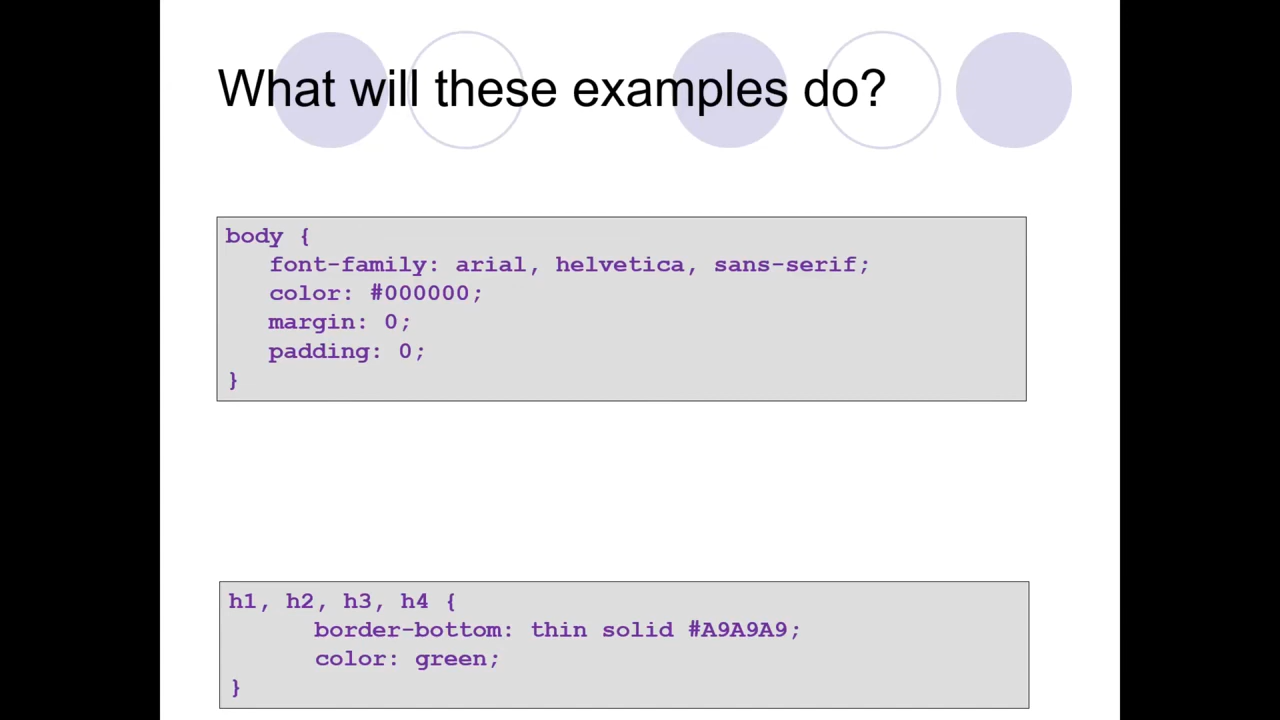 What will these examples do?
body {
font-family: arial, helvetica, sans-serif;
color: #000000;
margin: 0;
padding: 0;
}
h1, h2, h3, h4 {
border-bottom: thin solid #A9A9A9;
color: green;
}